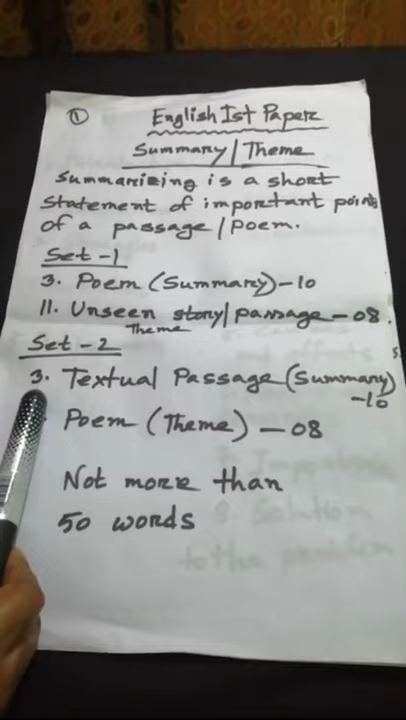 ①
English Ist Paper
Summary/Theme
Summarizing is a short
Statement of important points
of a passage/poem.
Set-1
3. Poem (Summary)-10
11. Unseen story/passage-08.
Theme
Set-2
3. Textual Passage (Summary)
-10
Poem (Theme) -08
Not more than
50 words